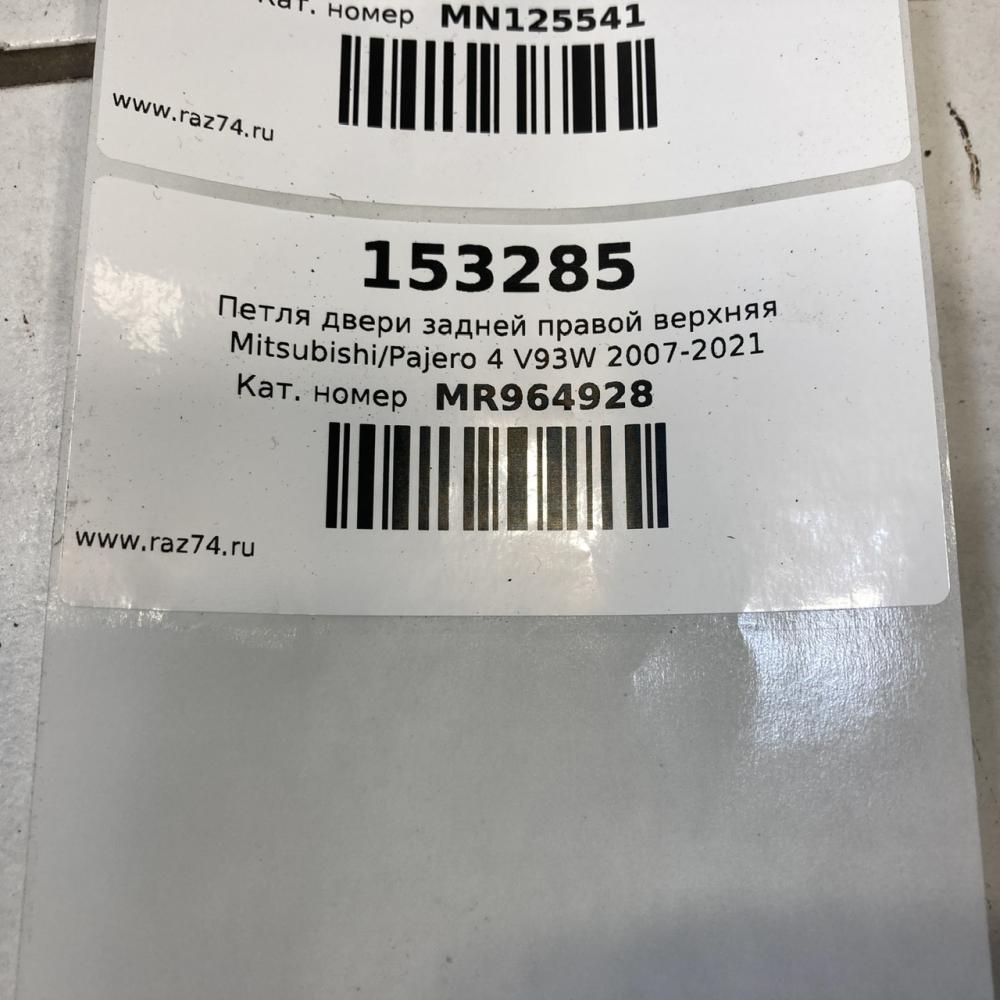 Кат. номер MN125541
www.raz74.ru
153285
Петля двери задней правой верхняя
Mitsubishi/Pajero 4 V93W 2007-2021
Кат. номер MR964928
www.raz74.ru